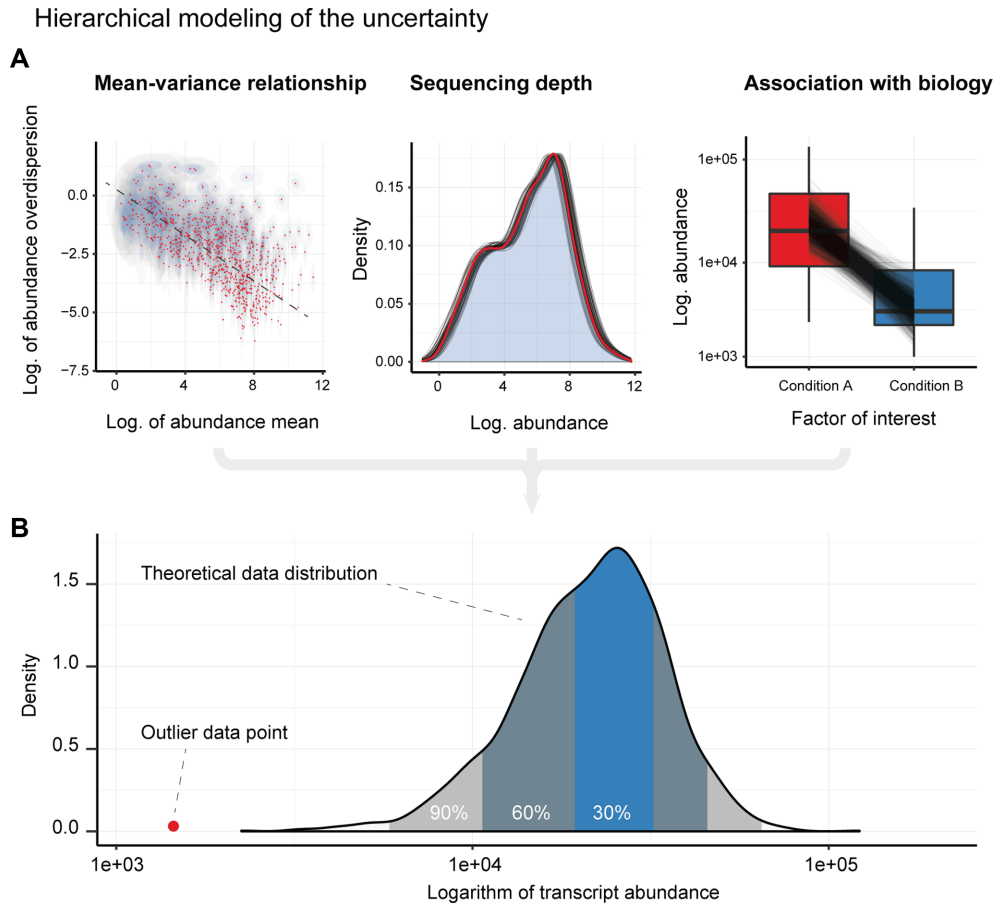 Hierarchical modeling of the uncertainty
A
Mean-variance relationship
Sequencing depth
Association with biology
Log. of abundance overdispersion
0.0
−2.5
−5.0
−7.5
0 4 8 12
Log. of abundance mean
Density
0.15
0.10
0.05
0.00
0 4 8 12
Log. abundance
Log. abundance
1e+05
1e+04
1e+03
Condition A Condition B
Factor of interest
B
Density
1.5
1.0
0.5
0.0
Theoretical data distribution
Outlier data point
90% 60% 30%
1e+03 1e+04 1e+05
Logarithm of transcript abundance